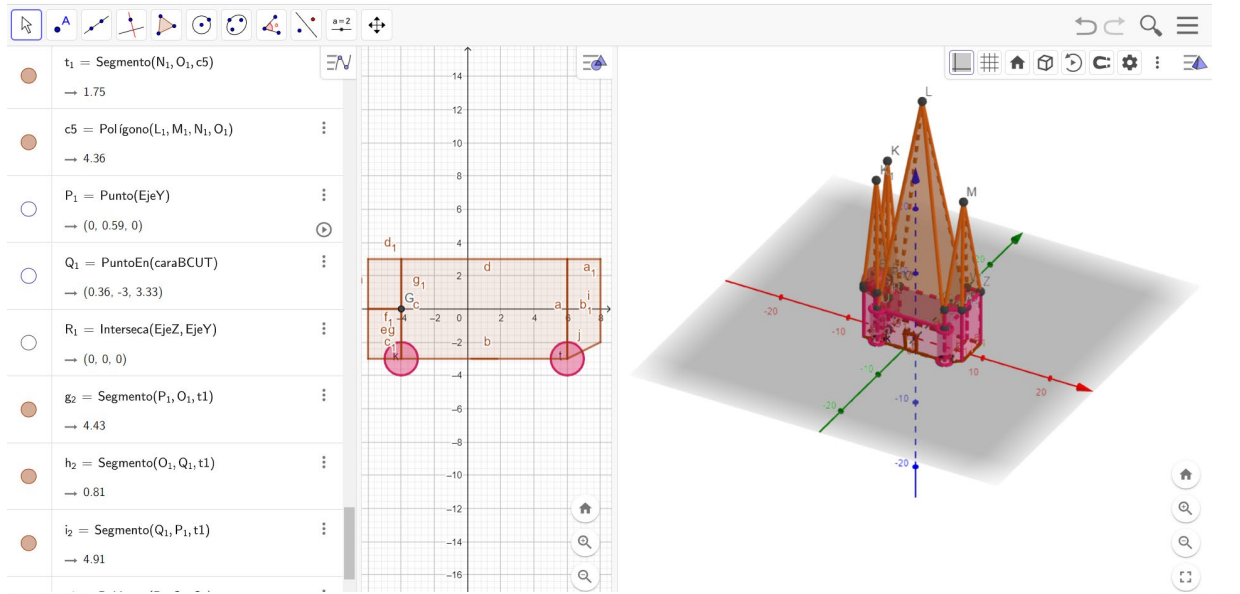 A
a=2
t₁ = Segmento(N₁, O₁, c5)
→ 1.75
c5 = Polígono(L₁, M₁, N₁, O₁)
→ 4.36
P₁ = Punto(EjeY)
→ (0, 0.59, 0)
Q₁ = PuntoEn(caraBCUT)
→ (0.36, -3, 3.33)
R₁ = Interseca(EjeZ, EjeY)
→ (0, 0, 0)
g₂ = Segmento(P₁, O₁, t1)
→ 4.43
h₂ = Segmento(O₁, Q₁, t1)
→ 0.81
i₂ = Segmento(Q₁, P₁, t1)
→ 4.91
14
12
10
8
6
4
2
d₁
d
a₁
g₁
i
G
c
a
b₁
f₁
-4
-2
0
2
4
6
8
eg
c₁
b
j
-2
k
t
-4
-6
-8
-10
-12
-14
-16
L
K
M
Z
-20
-10
10
20
-20
-10
-10
-20